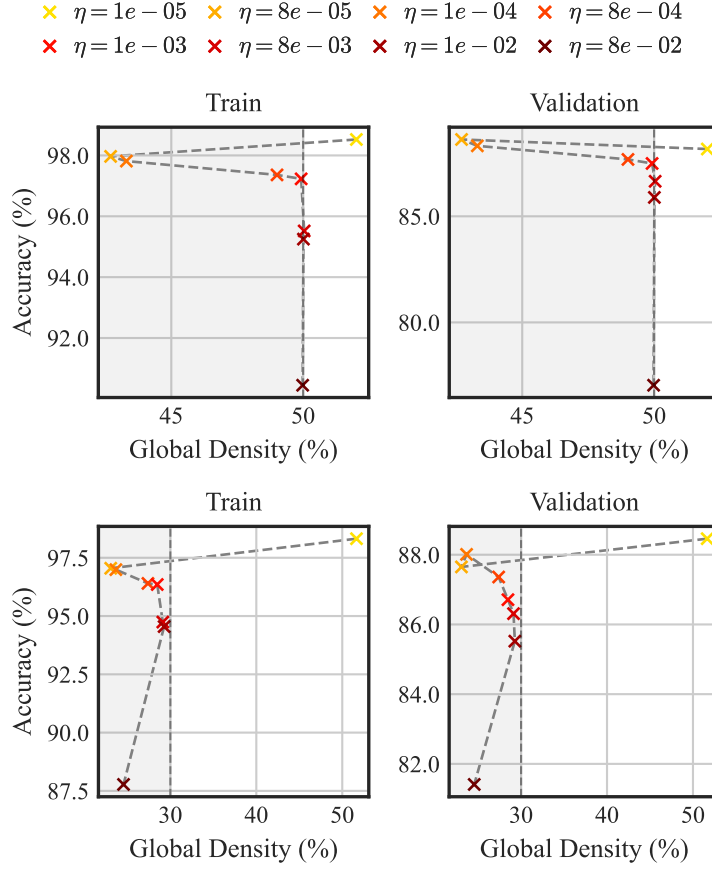 η = 1e − 05 η = 8e − 05 η = 1e − 04 η = 8e − 04
η = 1e − 03 η = 8e − 03 η = 1e − 02 η = 8e − 02
Train Validation
Accuracy (%)
98.0
96.0
94.0
92.0
45 50
Global Density (%)
85.0
80.0
45 50
Global Density (%)
Train Validation
Accuracy (%)
97.5
95.0
92.5
90.0
87.5
30 40 50
Global Density (%)
88.0
86.0
84.0
82.0
30 40 50
Global Density (%)